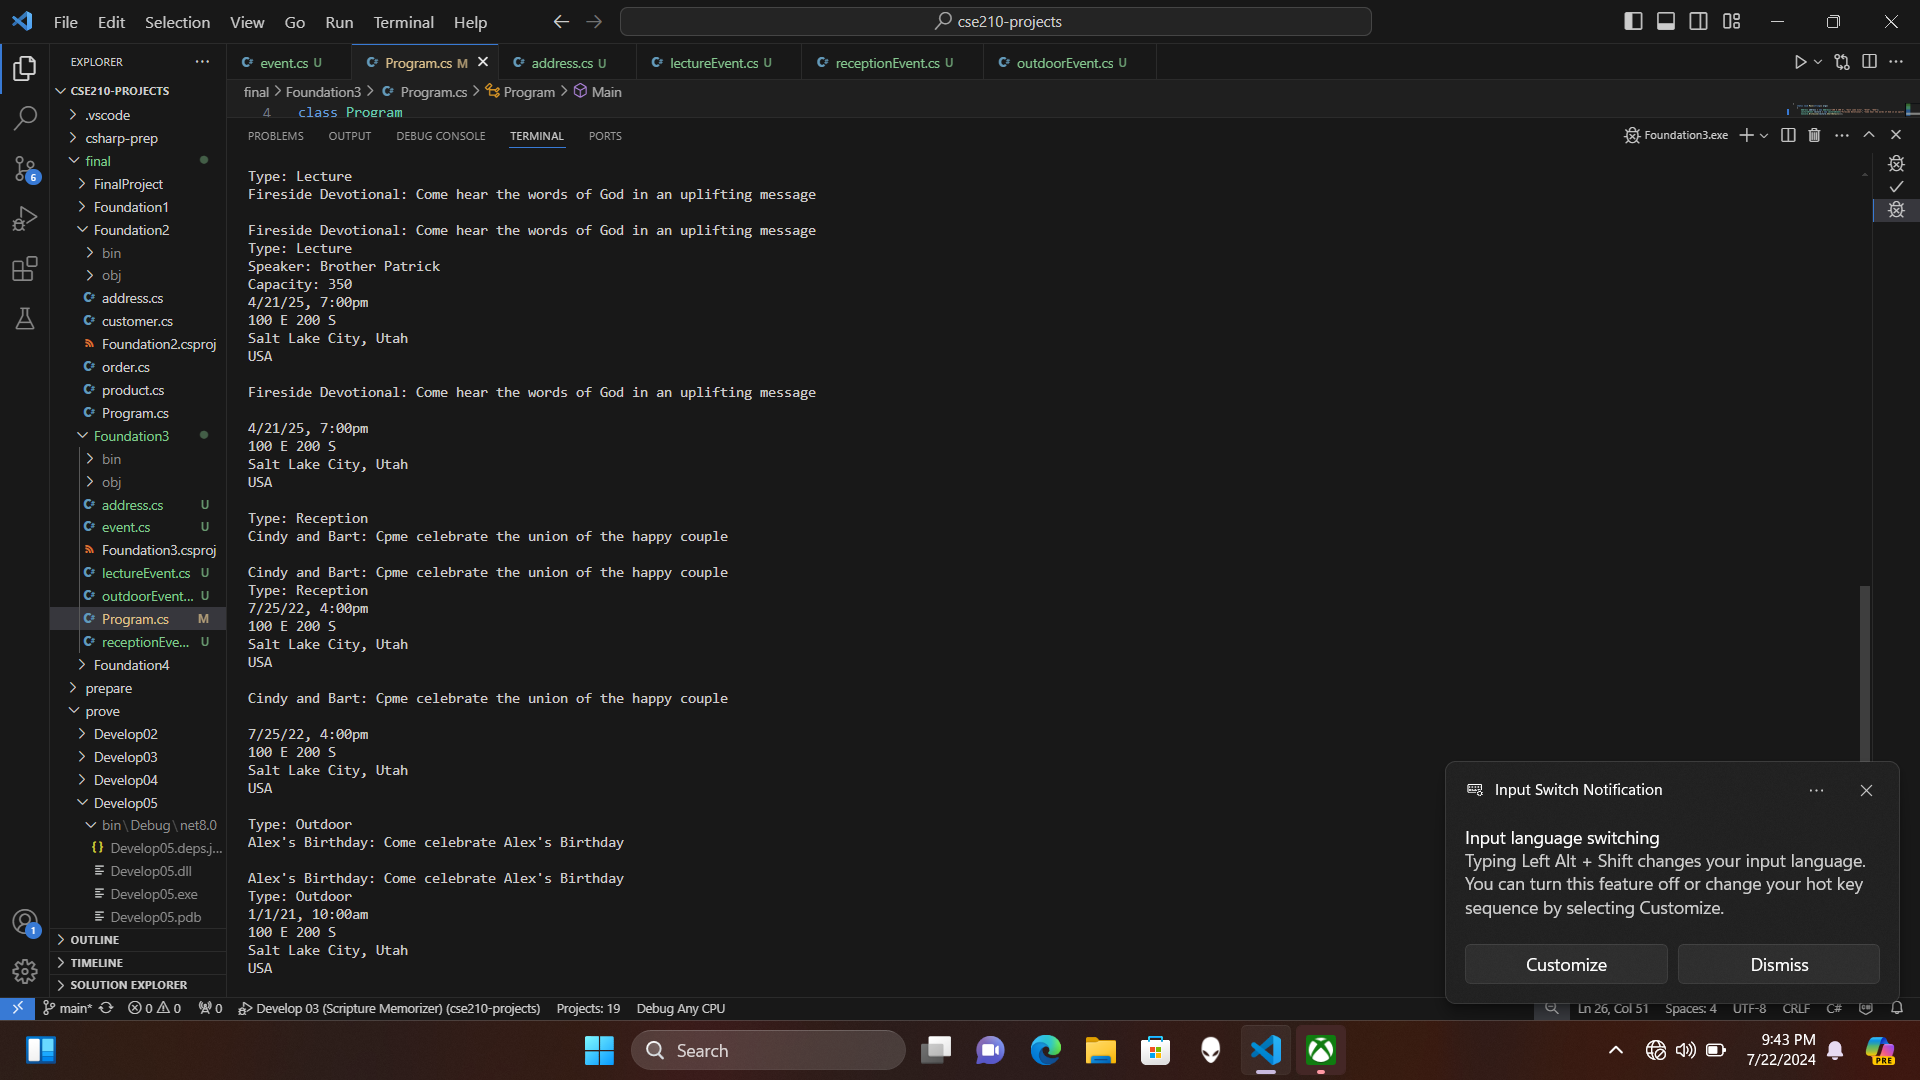 File Edit Selection View Go Run Terminal Help
cse210-projects
EXPLORER
CSE210-PROJECTS
.vscode
csharp-prep
final
FinalProject
Foundation1
Foundation2
bin
obj
address.cs
customer.cs
Foundation2.csproj
order.cs
product.cs
Program.cs
Foundation3
bin
obj
address.cs U
event.cs U
Foundation3.csproj
lectureEvent.cs U
outdoorEvent... U
Program.cs M
receptionEve... U
Foundation4
prepare
prove
Develop02
Develop03
Develop04
Develop05
bin\Debug\net8.0
Develop05.deps.j...
Develop05.dll
Develop05.exe
Develop05.pdb
OUTLINE
TIMELINE
SOLUTION EXPLORER
event.cs U Program.cs M address.cs U lectureEvent.cs U receptionEvent.cs U outdoorEvent.cs U
final > Foundation3 > Program.cs > Program > Main
4 class Program
PROBLEMS OUTPUT DEBUG CONSOLE TERMINAL PORTS
Foundation3.exe
Type: Lecture
Fireside Devotional: Come hear the words of God in an uplifting message
Fireside Devotional: Come hear the words of God in an uplifting message
Type: Lecture
Speaker: Brother Patrick
Capacity: 350
4/21/25, 7:00pm
100 E 200 S
Salt Lake City, Utah
USA
Fireside Devotional: Come hear the words of God in an uplifting message
4/21/25, 7:00pm
100 E 200 S
Salt Lake City, Utah
USA
Type: Reception
Cindy and Bart: Cpme celebrate the union of the happy couple
Cindy and Bart: Cpme celebrate the union of the happy couple
Type: Reception
7/25/22, 4:00pm
100 E 200 S
Salt Lake City, Utah
USA
Cindy and Bart: Cpme celebrate the union of the happy couple
7/25/22, 4:00pm
100 E 200 S
Salt Lake City, Utah
USA
Type: Outdoor
Alex's Birthday: Come celebrate Alex's Birthday
Alex's Birthday: Come celebrate Alex's Birthday
Type: Outdoor
1/1/21, 10:00am
100 E 200 S
Salt Lake City, Utah
USA
Input Switch Notification
Input language switching
Typing Left Alt + Shift changes your input language.
You can turn this feature off or change your hot key
sequence by selecting Customize.
Customize Dismiss
6
1
main* 0 0 0 Develop 03 (Scripture Memorizer) (cse210-projects) Projects: 19 Debug Any CPU
Ln 26, Col 51 Spaces: 4 UTF-8 CRLF C#
Search
9:43 PM
7/22/2024
PRE